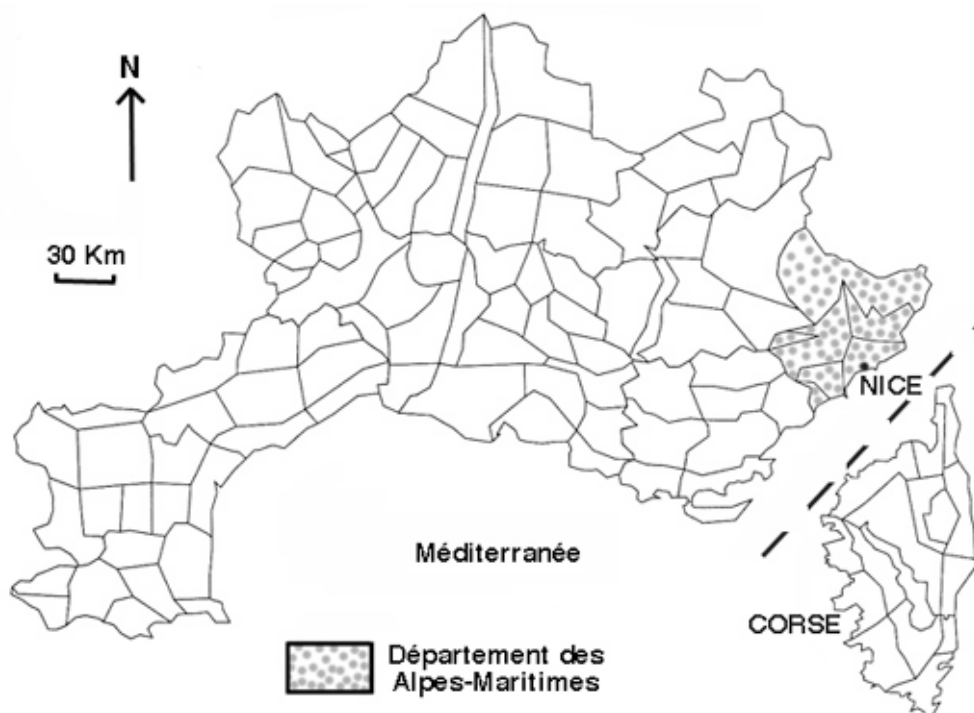 N
30 Km
NICE
Méditerranée
CORSE
Département des
Alpes-Maritimes